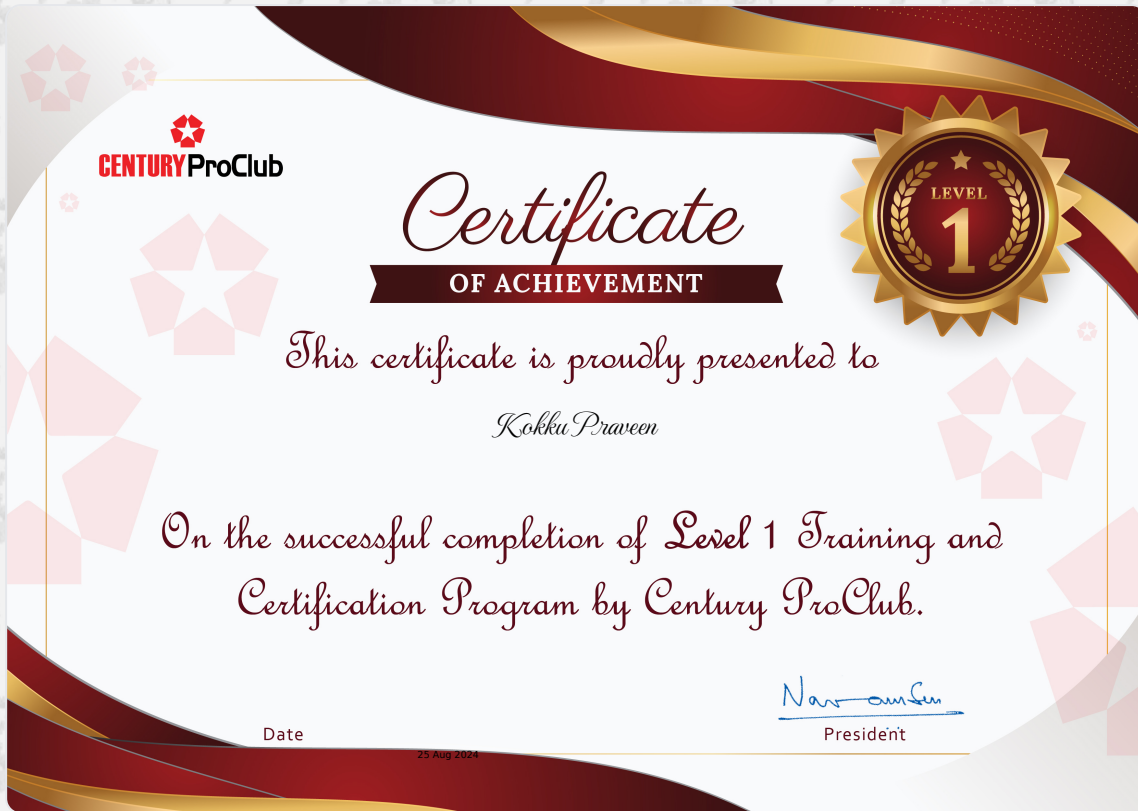 CENTURY ProClub
LEVEL
1
Certificate
OF ACHIEVEMENT
This certificate is proudly presented to
Kokku Praveen
On the successful completion of Level 1 Training and
Certification Program by Century ProClub.
Date
President
25 Aug 2024